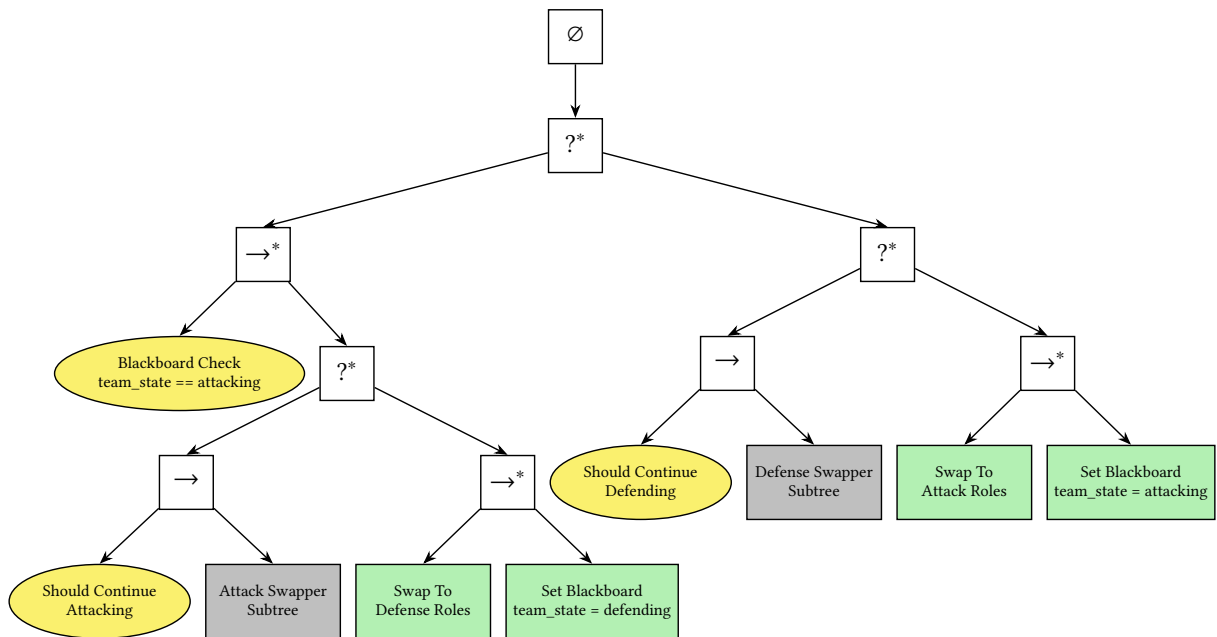 ∅
?*
→*
?*
Blackboard Check
team_state == attacking
?*
→
→*
→
→*
Should Continue
Defending
Defense Swapper
Subtree
Swap To
Attack Roles
Set Blackboard
team_state = attacking
Should Continue
Attacking
Attack Swapper
Subtree
Swap To
Defense Roles
Set Blackboard
team_state = defending